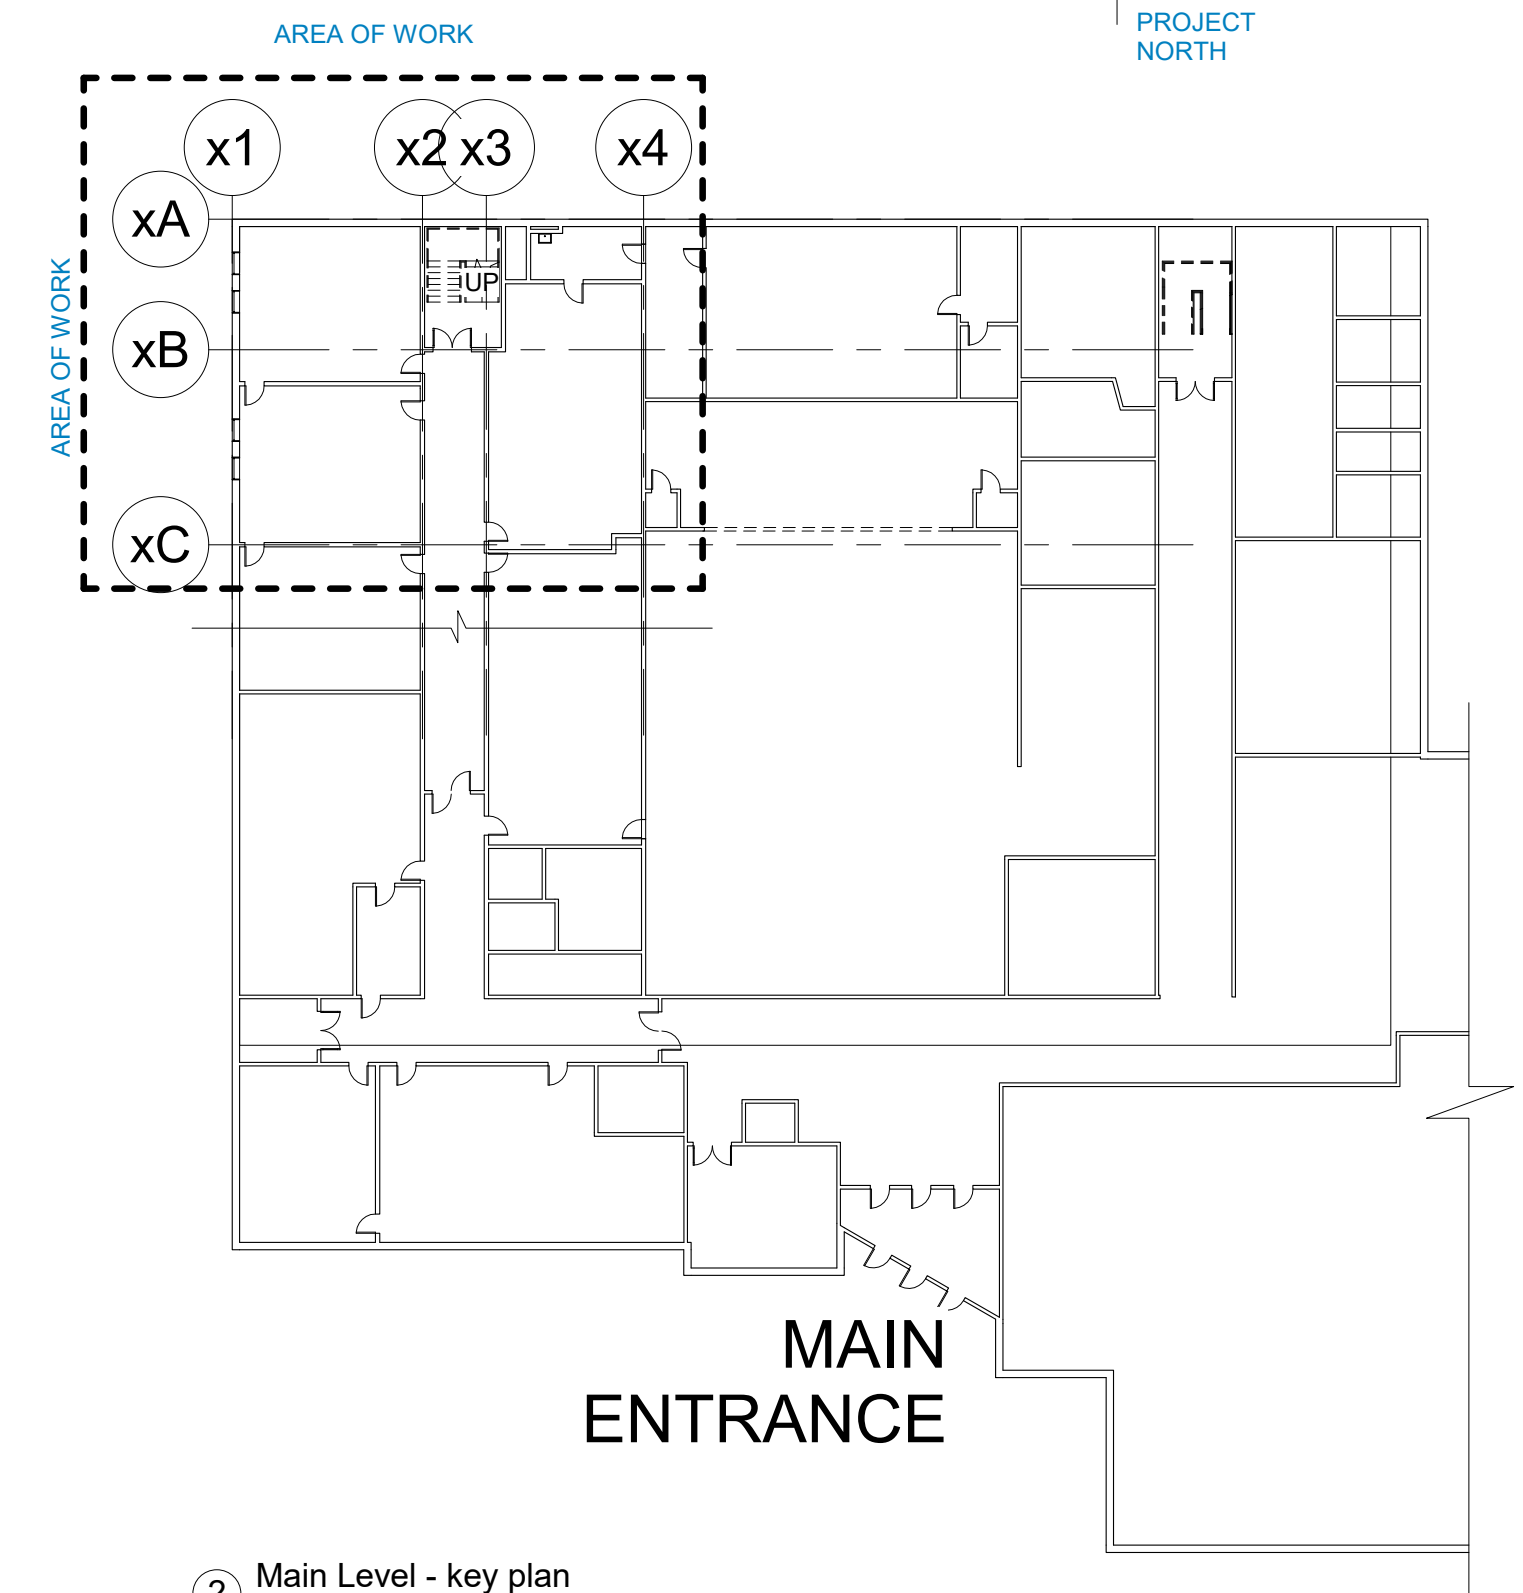 PROJECT
NORTH
AREA OF WORK
x1
x2
x3
x4
xA
UP
AREA OF WORK
xB
xC
MAIN
ENTRANCE
Main Level - key plan
2